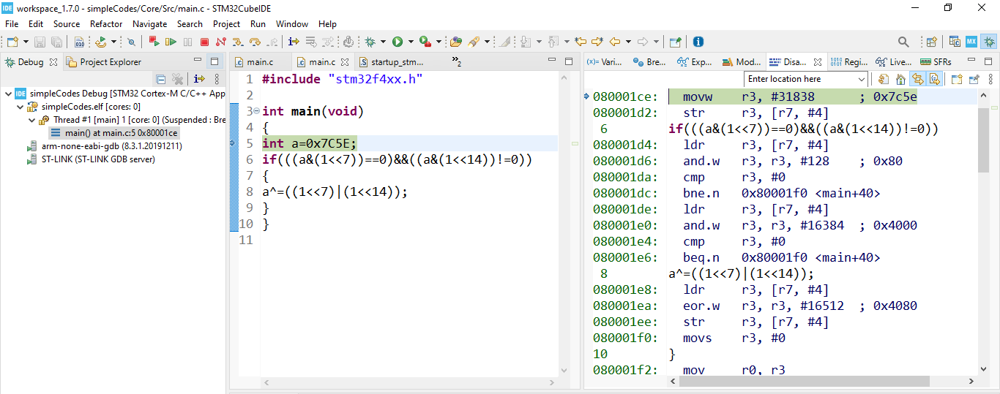 IDE workspace_1.7.0 - simpleCodes/Core/Src/main.c - STM32CubeIDE
File Edit Source Refactor Navigate Search Project Run Window Help
Debug Project Explorer
IDE simpleCodes Debug [STM32 Cortex-M C/C++ App
simpleCodes.elf [cores: 0]
Thread #1 [main] 1 [core: 0] (Suspended : Bre
main() at main.c:5 0x80001ce
arm-none-eabi-gdb (8.3.1.20191211)
ST-LINK (ST-LINK GDB server)
main.c main.c startup_stm... »2
1 #include "stm32f4xx.h"
2
3 int main(void)
4 {
5 int a=0x7C5E;
6 if(((a&(1<<7))==0)&&((a&(1<<14))!=0))
7 {
8 a^=((1<<7)|(1<<14));
9 }
10 }
11
(x)= Vari... Bre... Exp... Mod... Disa... Regi... Live... SFRs
Enter location here
080001ce: movw r3, #31838 ; 0x7c5e
080001d2: str r3, [r7, #4]
6 if(((a&(1<<7))==0)&&((a&(1<<14))!=0))
080001d4: ldr r3, [r7, #4]
080001d6: and.w r3, r3, #128 ; 0x80
080001da: cmp r3, #0
080001dc: bne.n 0x80001f0 <main+40>
080001de: ldr r3, [r7, #4]
080001e0: and.w r3, r3, #16384 ; 0x4000
080001e4: cmp r3, #0
080001e6: beq.n 0x80001f0 <main+40>
8 a^=((1<<7)|(1<<14));
080001e8: ldr r3, [r7, #4]
080001ea: eor.w r3, r3, #16512 ; 0x4080
080001ee: str r3, [r7, #4]
080001f0: movs r3, #0
10 }
080001f2: mov r0, r3